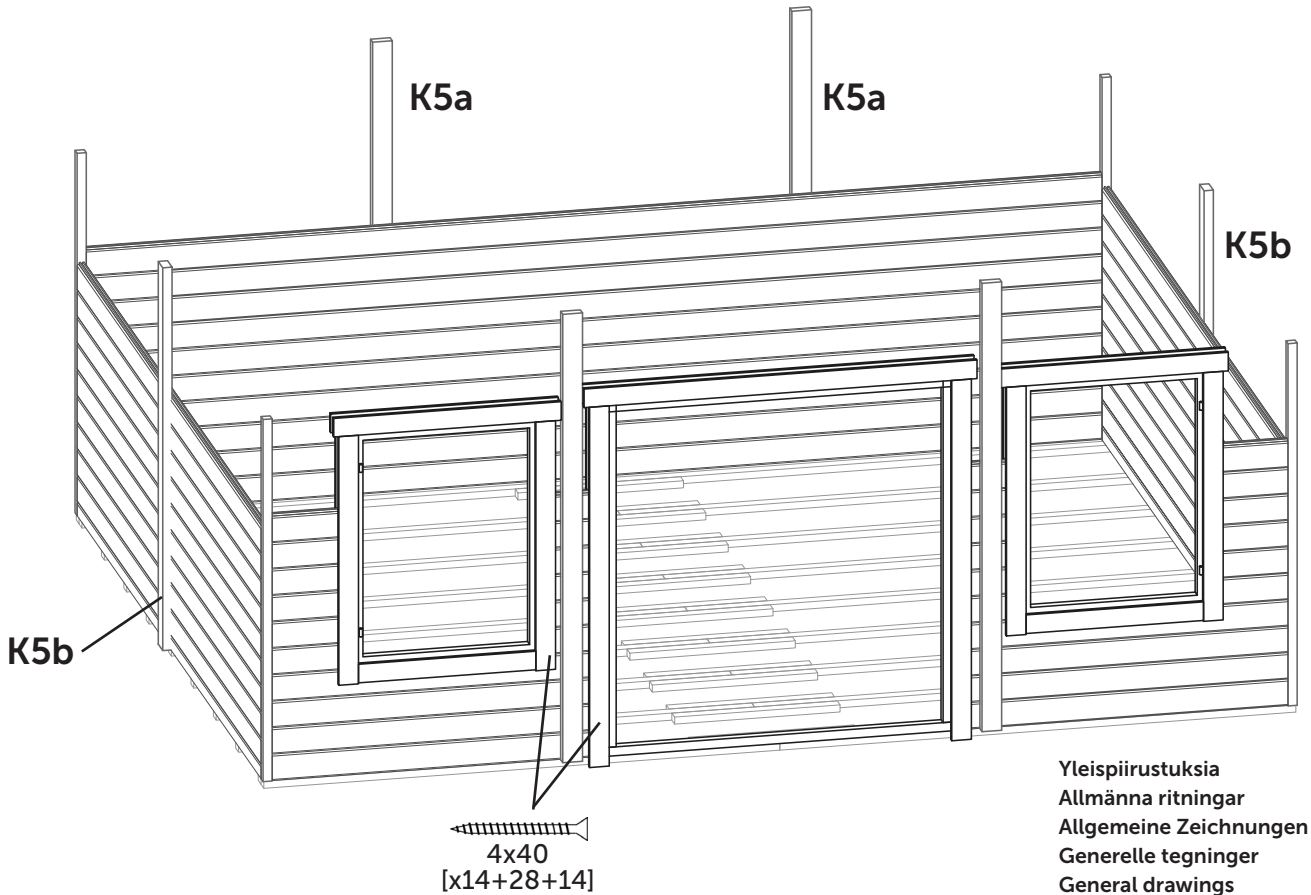 K5a
K5a
K5b
K5b
4x40
[x14+28+14]
Yleispiirustuksia
Allmänna ritningar
Allgemeine Zeichnungen
Generelle tegninger
General drawings